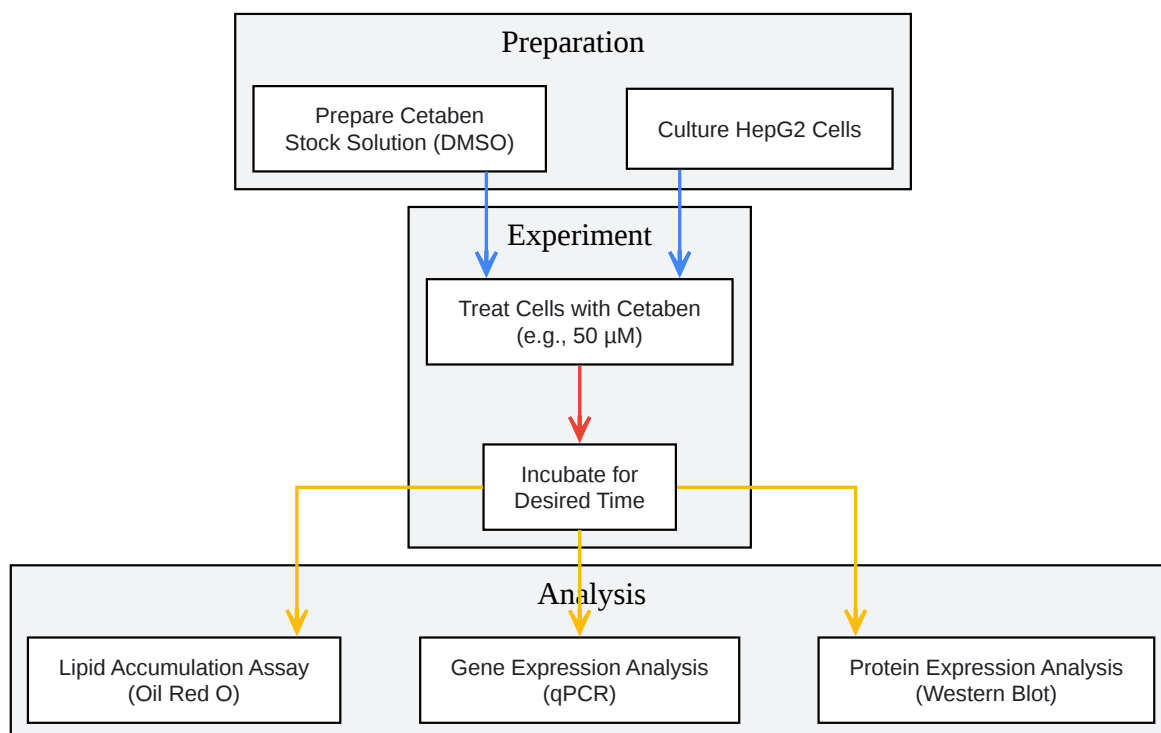 Preparation
Prepare Cetaben
Stock Solution (DMSO)
Culture HepG2 Cells
Experiment
Treat Cells with Cetaben
(e.g., 50 µM)
Incubate for
Desired Time
Analysis
Lipid Accumulation Assay
(Oil Red O)
Gene Expression Analysis
(qPCR)
Protein Expression Analysis
(Western Blot)